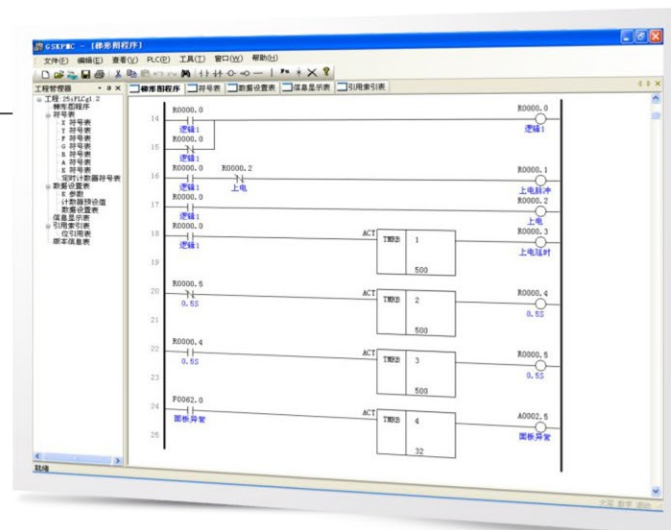 GSKPMC - [梯形图程序]
文件(F) 编辑(E) 查看(V) PLC(P) 工具(T) 窗口(W) 帮助(H)
工程管理器
梯形图程序 符号表 数据设置表 信息显示表 引用索引表
工程:25iPLCg1.2
梯形图程序
符号表
X 符号表
Y 符号表
F 符号表
G 符号表
R 符号表
A 符号表
K 符号表
定时计数器符号表
数据设置表
K 参数
计数器预设值
数据设置表
信息显示表
引用索引表
位引用表
版本信息表
R0000.0 R0000.0
14
逻辑1 逻辑1
R0000.0
15
逻辑1
R0000.0 R0000.2 R0000.1
16
逻辑1 上电 上电脉冲
R0000.0 R0000.2
17
逻辑1 上电
R0000.0 R0000.3
18 ACT TMRB 1
逻辑1 上电延时
19
500
R0000.5 R0000.4
20 ACT TMRB 2
0.5S 0.5S
21
500
R0000.4 R0000.5
22 ACT TMRB 3
0.5S 0.5S
23
500
F0062.0 A0002.5
24 ACT TMRB 4
面板异常 面板异常
25
32
就绪